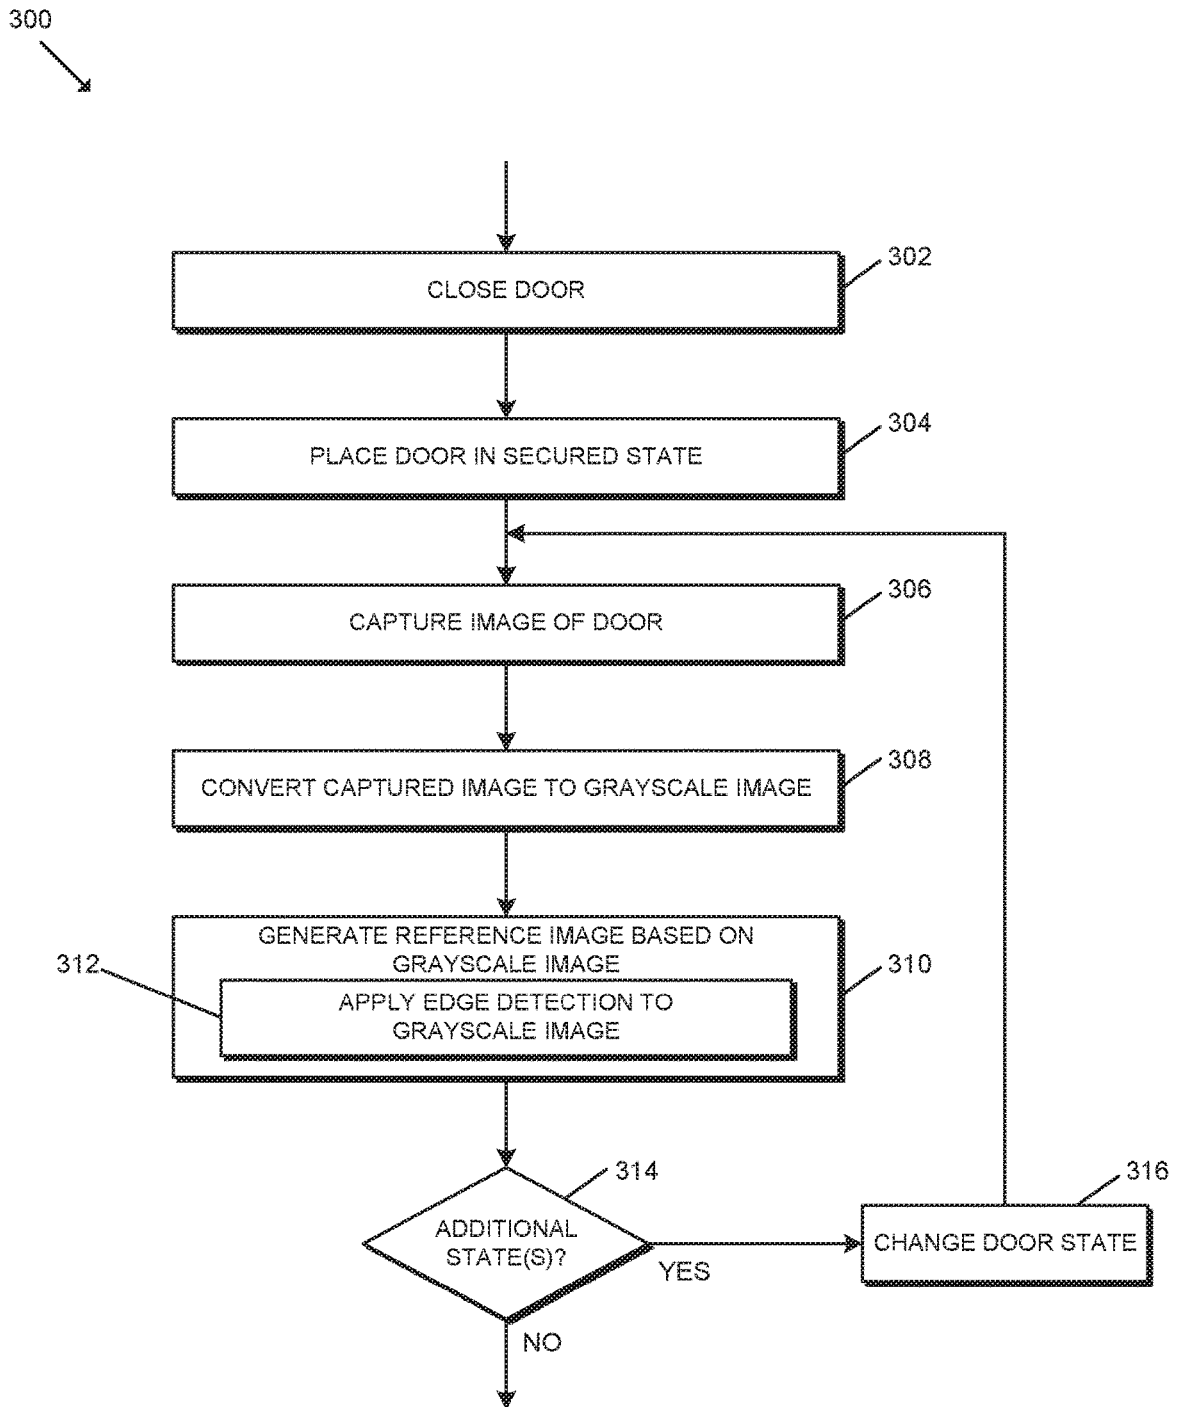 300
302
CLOSE DOOR
304
PLACE DOOR IN SECURED STATE
306
CAPTURE IMAGE OF DOOR
308
CONVERT CAPTURED IMAGE TO GRAYSCALE IMAGE
GENERATE REFERENCE IMAGE BASED ON
GRAYSCALE IMAGE
312
310
APPLY EDGE DETECTION TO
GRAYSCALE IMAGE
314
316
ADDITIONAL
STATE(S)?
CHANGE DOOR STATE
YES
NO